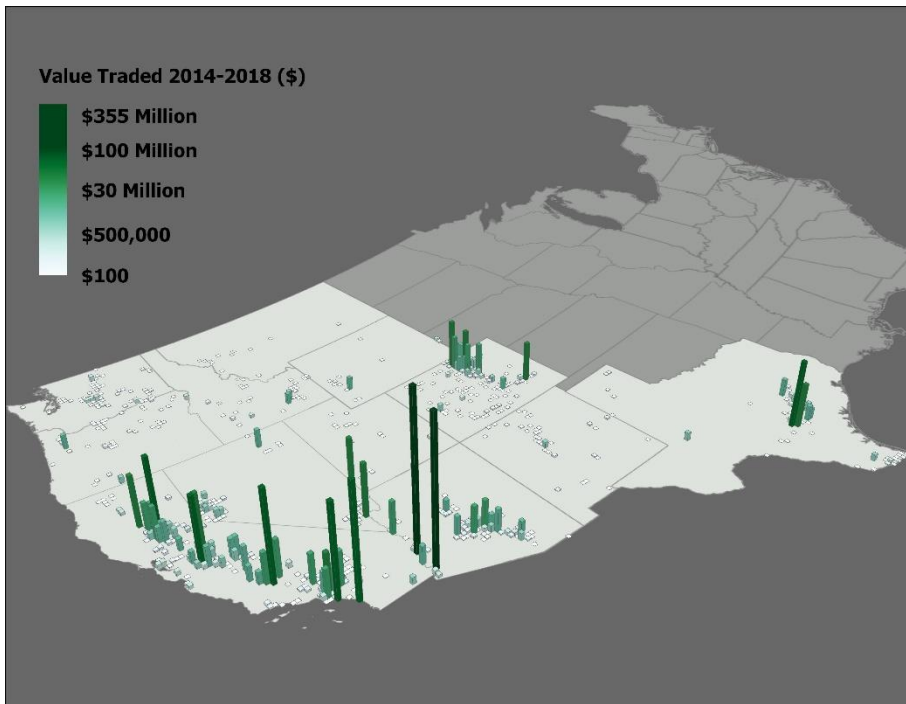 Value Traded 2014-2018 ($)
$355 Million
$100 Million
$30 Million
$500,000
$100